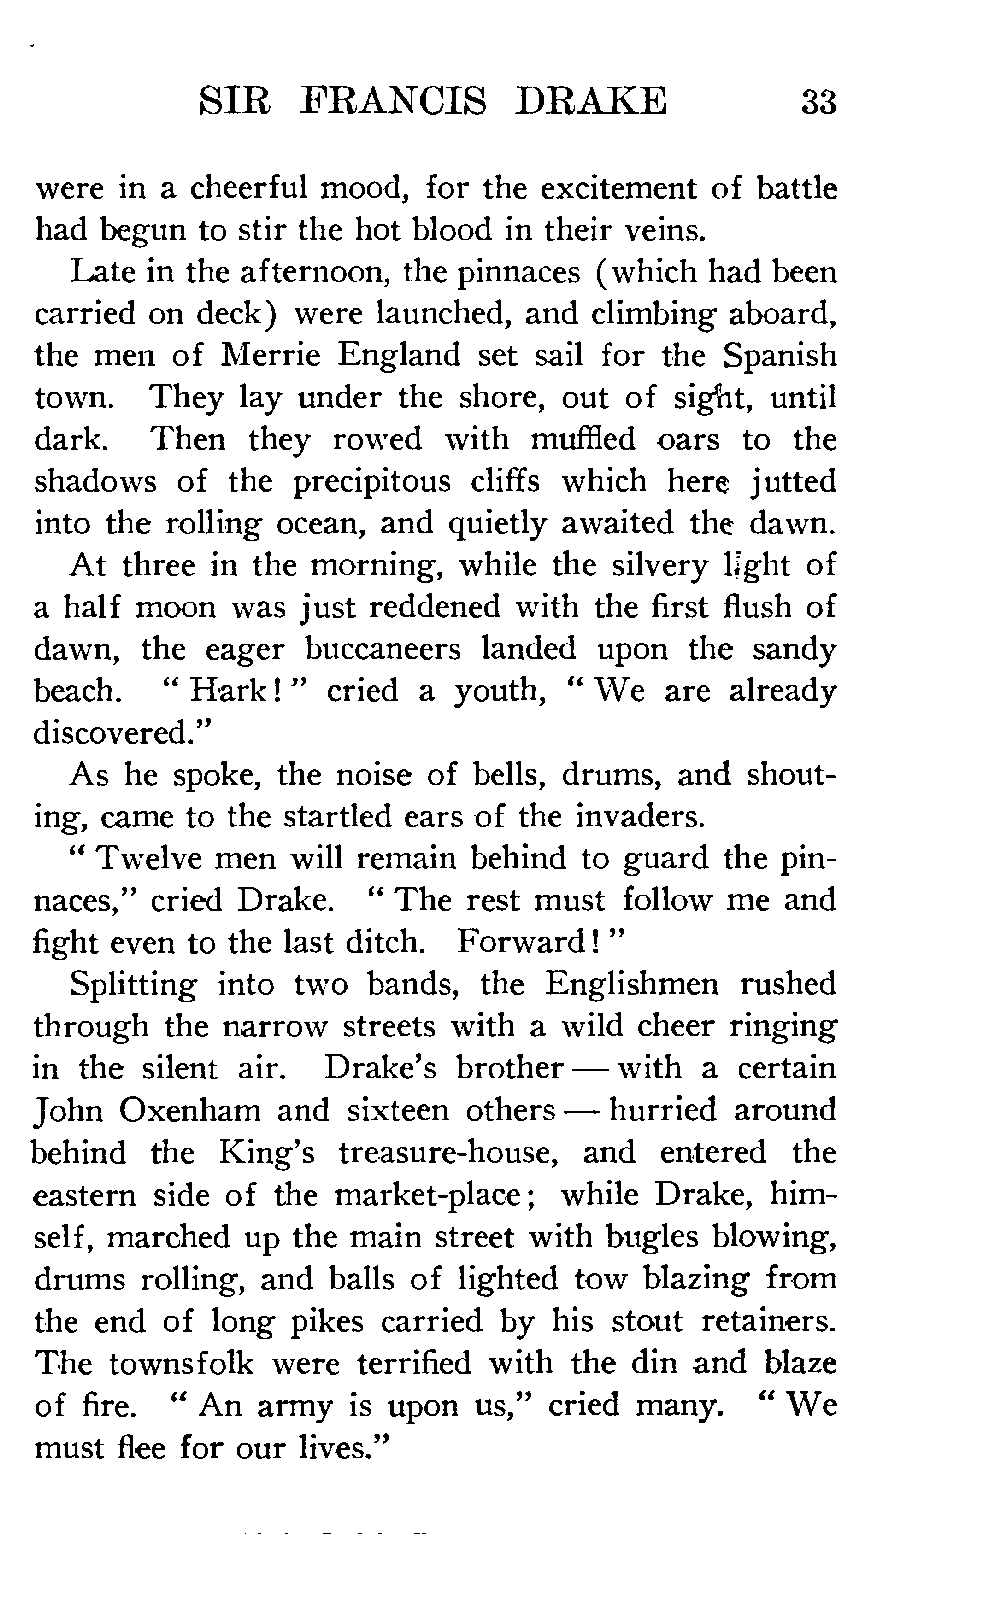 SIR FRANCIS DRAKE 33
were in a cheerful mood, for the excitement of battle
had begun to stir the hot blood in their veins.
Late in the afternoon, the pinnaces (which had been
carried on deck) were launched, and climbing aboard,
the men of Merrie England set sail for the Spanish
town. They lay under the shore, out of sight, until
dark. Then they rowed with muffled oars to the
shadows of the precipitous cliffs which here jutted
into the rolling ocean, and quietly awaited the dawn.
At three in the morning, while the silvery light of
a half moon was just reddened with the first flush of
dawn, the eager buccaneers landed upon the sandy
beach. “ Hark! ” cried a youth, “ We are already
discovered.”
As he spoke, the noise of bells, drums, and shout-
ing, came to the startled ears of the invaders.
“ Twelve men will remain behind to guard the pin-
naces,” cried Drake. “ The rest must follow me and
fight even to the last ditch. Forward! ”
Splitting into two bands, the Englishmen rushed
through the narrow streets with a wild cheer ringing
in the silent air. Drake’s brother — with a certain
John Oxenham and sixteen others — hurried around
behind the King’s treasure-house, and entered the
eastern side of the market-place; while Drake, him-
self, marched up the main street with bugles blowing,
drums rolling, and balls of lighted tow blazing from
the end of long pikes carried by his stout retainers.
The townsfolk were terrified with the din and blaze
of fire. “ An army is upon us,” cried many. “ We
must flee for our lives.”